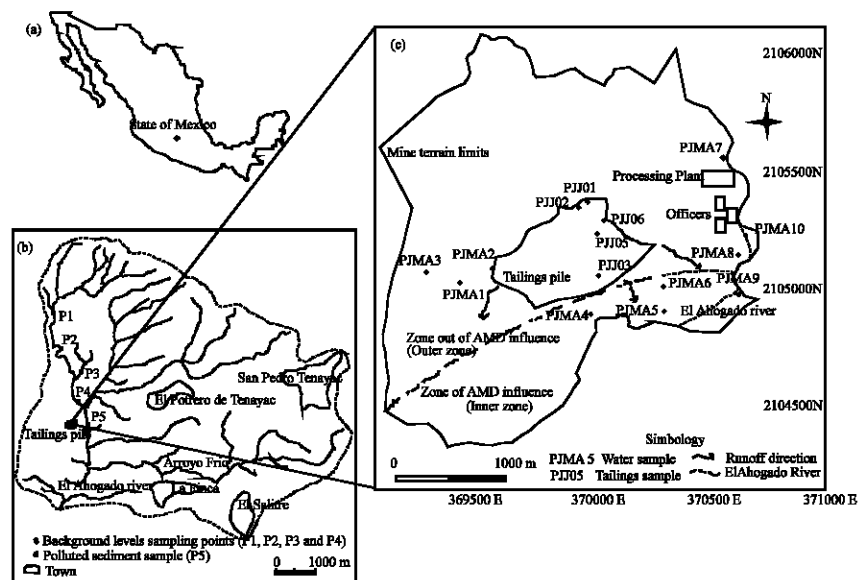 (a)
State of Mexico
(b)
P1
P2
P3
P4
P5
Tailings pile
San Pedro Tenayac
El Potrero de Tenayac
Arroyo Frio
El Ahogado river
El Salitre
Background levels sampling points (P1, P2, P3 and P4)
Polluted sediment sample (P5)
Town
0 1000 m
(c)
N
2106000N
2105500N
2105000N
2104500N
Mine terrain limits
PJMA7
Processing Plant
Officers
PJJ01
PJJ02
PJJ06
PJJ05
PJJ03
PJMA10
PJMA3
PJMA2
PJMA1
Tailings pile
PJMA8
PJMA6
PJMA9
PJMA4
PJMA5
El Ahogado river
Zone out of AMD influence
(Outer zone)
Zone of AMD influence
(Inner zone)
Simbology
PJMA 5 Water sample
Runoff direction
PJJ05 Tailings sample
ElAhogado River
0 1000 m
369500 E
370000 E
370500 E
371000 E